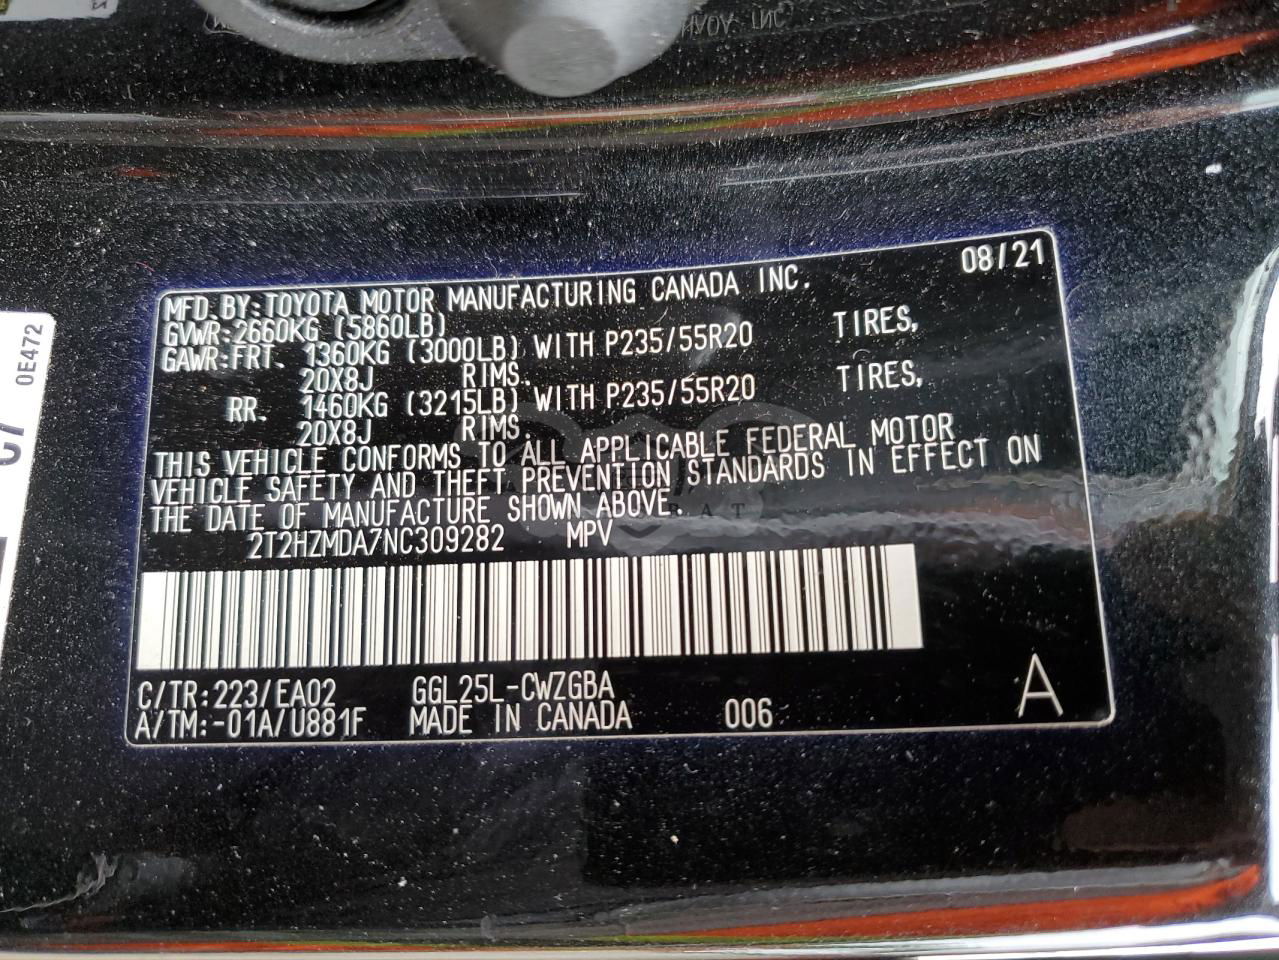 08/21
MFD.BY:TOYOTA MOTOR MANUFACTURING CANADA INC.
GVWR:2660KG (5860LB)
GAWR:FRT. 1360KG (3000LB) WITH P235/55R20 TIRES,
20X8J RIMS.
RR. 1460KG (3215LB) WITH P235/55R20 TIRES,
20X8J RIMS.
THIS VEHICLE CONFORMS TO ALL APPLICABLE FEDERAL MOTOR
VEHICLE SAFETY AND THEFT PREVENTION STANDARDS IN EFFECT ON
THE DATE OF MANUFACTURE SHOWN ABOVE.
2T2HZMDA7NC309282 MPV
C/TR:223/EA02 GGL25L-CWZGBA
A/TM:-01A/U881F MADE IN CANADA 006 A
0E472